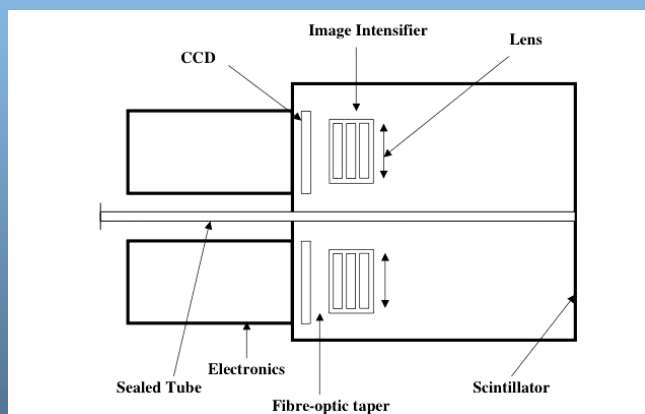 Image Intensifier
Lens
CCD
Electronics
Sealed Tube
Scintillator
Fibre-optic taper